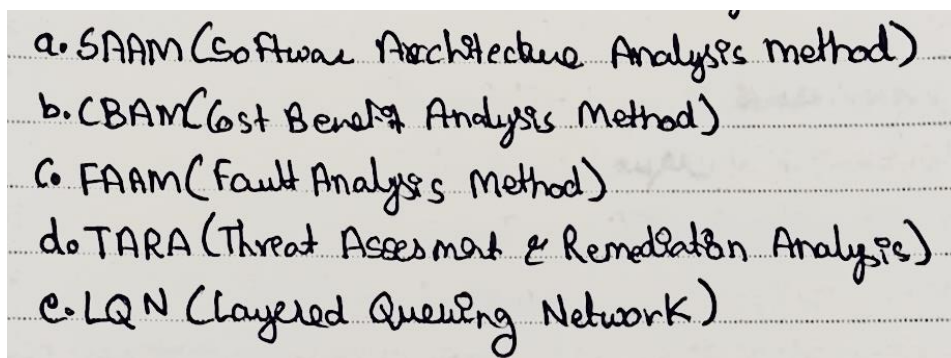 a. SAAM (Software Architecture Analysis method)
b. CBAM (Cost Benefit Analysis Method)
c. FAAM (Fault Analysis Method)
d. TARA (Threat Assesment & Remediation Analysis)
e. LQN (Layered Queuing Network)